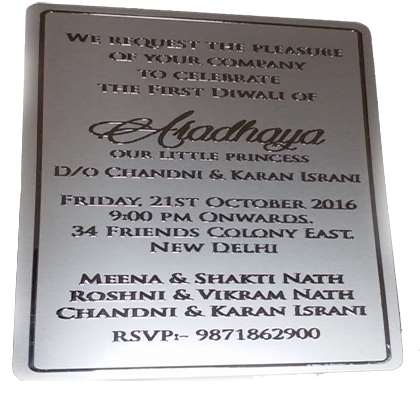 WE REQUEST THE PLEASURE
OF YOUR COMPANY
TO CELEBRATE
THE FIRST DIWALI OF
Aradhaya
OUR LITTLE PRINCESS
D/O CHANDNI & KARAN ISRANI
FRIDAY, 21ST OCTOBER 2016
9:00 PM ONWARDS.
34 FRIENDS COLONY EAST,
NEW DELHI
MEENA & SHAKTI NATH
ROSHNI & VIKRAM NATH
CHANDNI & KARAN ISRANI
RSVP:- 9871862900